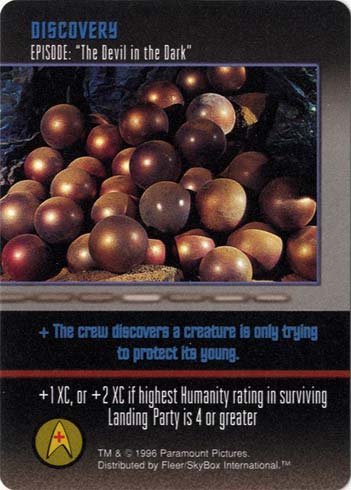 DISCOVERY
EPISODE: "The Devil in the Dark"
+ The crew discovers a creature is only trying
to protect its young.
+1 XC, or +2 XC if highest Humanity rating in surviving
Landing Party is 4 or greater
TM & © 1996 Paramount Pictures.
Distributed by Fleer/SkyBox International.™